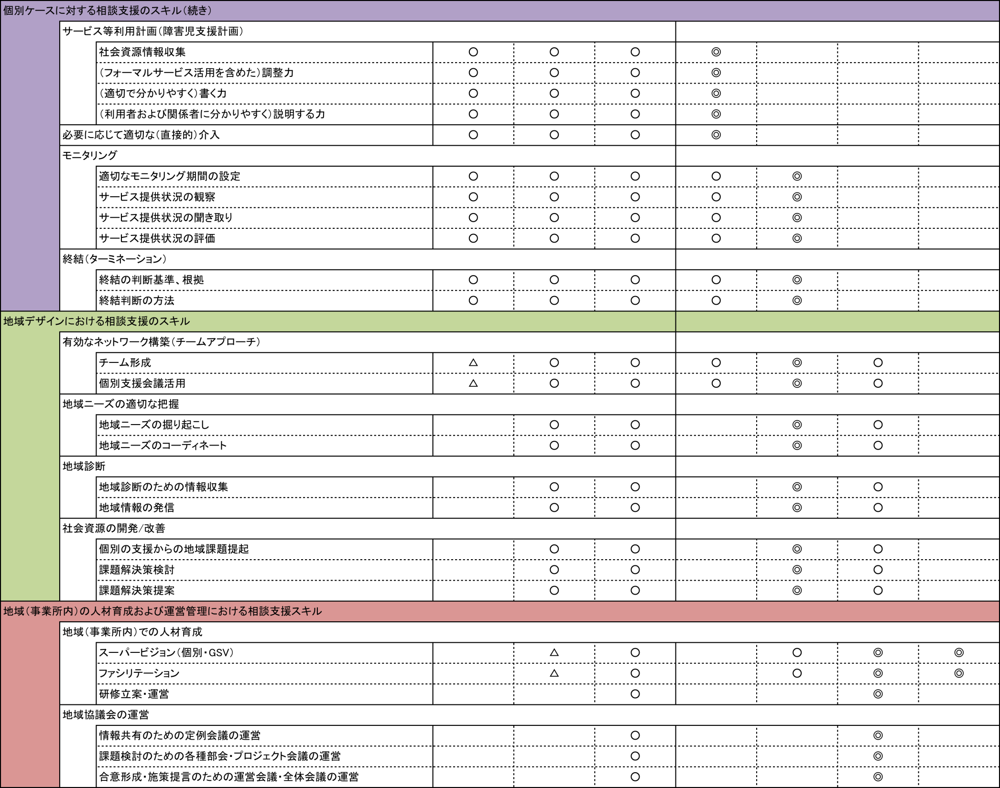 個別ケースに対する相談支援のスキル（続き）
サービス等利用計画（障害児支援計画）
社会資源情報収集 ○ ○ ○ ◎
（フォーマルサービス活用を含めた）調整力 ○ ○ ○ ◎
（適切で分かりやすく）書く力 ○ ○ ○ ◎
（利用者および関係者に分かりやすく）説明する力 ○ ○ ○ ◎
必要に応じて適切な（直接的）介入 ○ ○ ○ ◎
モニタリング
適切なモニタリング期間の設定 ○ ○ ○ ○ ◎
サービス提供状況の観察 ○ ○ ○ ○ ◎
サービス提供状況の聞き取り ○ ○ ○ ○ ◎
サービス提供状況の評価 ○ ○ ○ ○ ◎
終結（ターミネーション）
終結の判断基準、根拠 ○ ○ ○ ○ ◎
終結判断の方法 ○ ○ ○ ○ ◎
地域デザインにおける相談支援のスキル
有効なネットワーク構築（チームアプローチ）
チーム形成 △ ○ ○ ○ ◎ ○
個別支援会議活用 △ ○ ○ ○ ◎ ○
地域ニーズの適切な把握
地域ニーズの掘り起こし ○ ○ ◎ ○
地域ニーズのコーディネート ○ ○ ◎ ○
地域診断
地域診断のための情報収集 ○ ○ ◎ ○
地域情報の発信 ○ ○ ◎ ○
社会資源の開発/改善
個別の支援からの地域課題提起 ○ ○ ◎ ○
課題解決策検討 ○ ○ ◎ ○
課題解決策提案 ○ ○ ◎ ○
地域（事業所内）の人材育成および運営管理における相談支援スキル
地域（事業所内）での人材育成
スーパービジョン（個別・GSV） △ ○ ○ ◎ ◎
ファシリテーション △ ○ ○ ◎ ◎
研修立案・運営 ○ ◎
地域協議会の運営
情報共有のための定例会議の運営 ○ ◎
課題検討のための各種部会・プロジェクト会議の運営 ○ ◎
合意形成・施策提言のための運営会議・全体会議の運営 ○ ◎